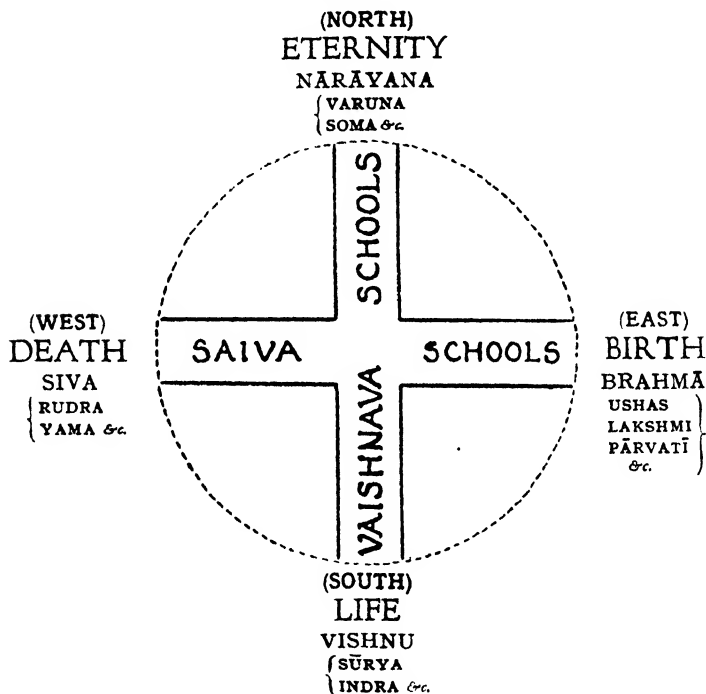 (NORTH)
ETERNITY
NĀRĀYANA
VARUNA
SOMA &c.
SCHOOLS
(WEST)
DEATH
SIVA
RUDRA
YAMA &c.
SAIVA SCHOOLS
(EAST)
BIRTH
BRAHMĀ
USHAS
LAKSHMI
PĀRVATĪ
&c.
VAISHNAVA
(SOUTH)
LIFE
VISHNU
SŪRYA
INDRA &c.